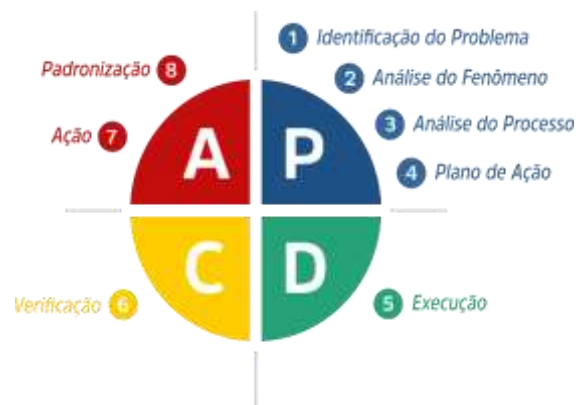 1 Identificação do Problema
2 Análise do Fenômeno
3 Análise do Processo
4 Plano de Ação
5 Execução
6 Verificação
7 Ação
8 Padronização
A P
C D